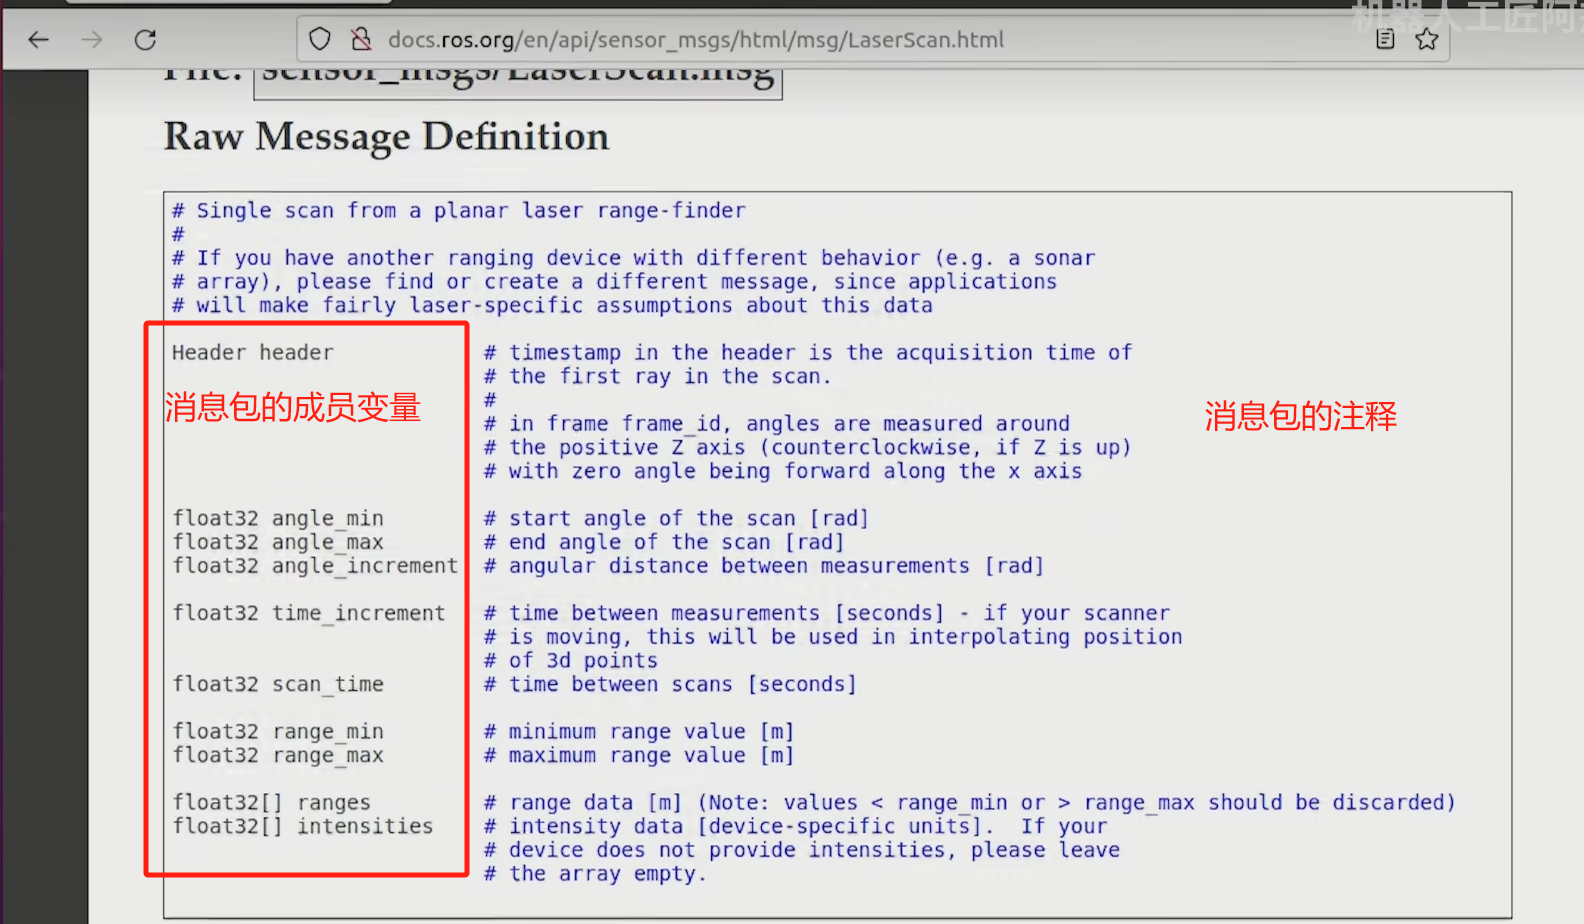 机器人工匠阿
docs.ros.org/en/api/sensor_msgs/html/msg/LaserScan.html
File: sensor_msgs/LaserScan.msg
Raw Message Definition
# Single scan from a planar laser range-finder
#
# If you have another ranging device with different behavior (e.g. a sonar
# array), please find or create a different message, since applications
# will make fairly laser-specific assumptions about this data
Header header # timestamp in the header is the acquisition time of
# the first ray in the scan.
消息包的成员变量 #
消息包的注释
# in frame frame_id, angles are measured around
# the positive Z axis (counterclockwise, if Z is up)
# with zero angle being forward along the x axis
float32 angle_min # start angle of the scan [rad]
float32 angle_max # end angle of the scan [rad]
float32 angle_increment # angular distance between measurements [rad]
float32 time_increment # time between measurements [seconds] - if your scanner
# is moving, this will be used in interpolating position
# of 3d points
float32 scan_time # time between scans [seconds]
float32 range_min # minimum range value [m]
float32 range_max # maximum range value [m]
float32[] ranges # range data [m] (Note: values < range_min or > range_max should be discarded)
float32[] intensities # intensity data [device-specific units].  If your
# device does not provide intensities, please leave
# the array empty.